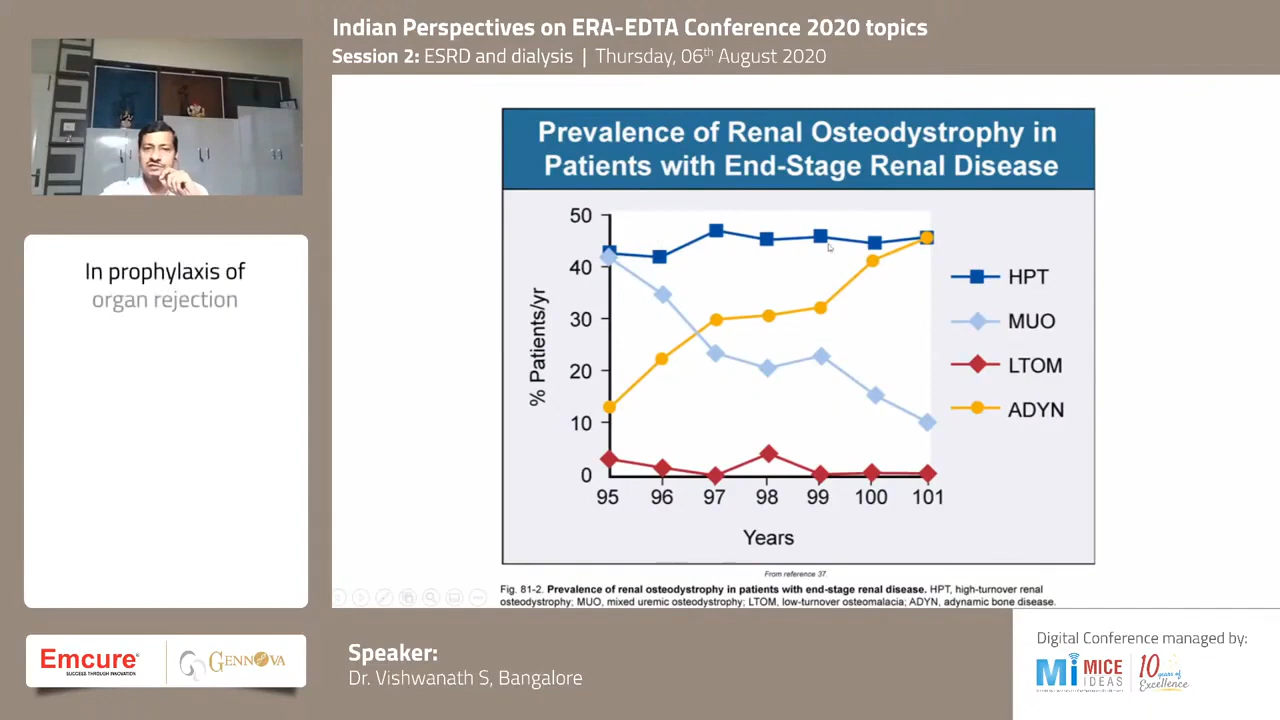 Indian Perspectives on ERA-EDTA Conference 2020 topics
Session 2: ESRD and dialysis | Thursday, 06th August 2020
In prophylaxis of
organ rejection
Prevalence of Renal Osteodystrophy in
Patients with End-Stage Renal Disease
50
40
30
20
10
0
% Patients/yr
95 96 97 98 99 100 101
Years
HPT
MUO
LTOM
ADYN
From reference 37.
Fig. 81-2. Prevalence of renal osteodystrophy in patients with end-stage renal disease. HPT, high-turnover renal
osteodystrophy; MUO, mixed uremic osteodystrophy; LTOM, low-turnover osteomalacia; ADYN, adynamic bone disease.
Emcure®
SUCCESS THROUGH INNOVATION
GENNOVA
Speaker:
Dr. Vishwanath S, Bangalore
Digital Conference managed by:
Mi MICE
IDEAS
10 years of
Excellence